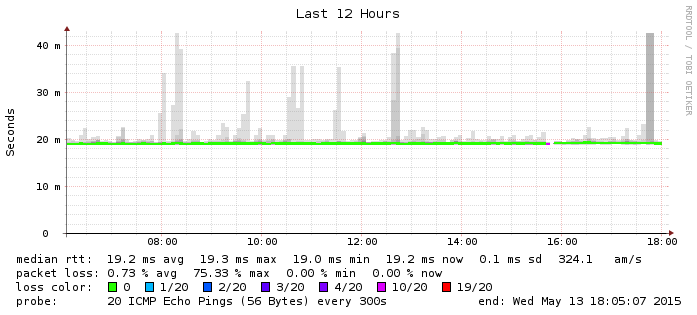 Last 12 Hours
RRDTOOL / TOBI OETIKER
Seconds
40 m
30 m
20 m
10 m
0
08:00 10:00 12:00 14:00 16:00 18:00
median rtt: 19.2 ms avg 19.3 ms max 19.0 ms min 19.2 ms now 0.1 ms sd 324.1 am/s
packet loss: 0.73 % avg 75.33 % max 0.00 % min 0.00 % now
loss color: 0 1/20 2/20 3/20 4/20 10/20 19/20
probe: 20 ICMP Echo Pings (56 Bytes) every 300s end: Wed May 13 18:05:07 2015